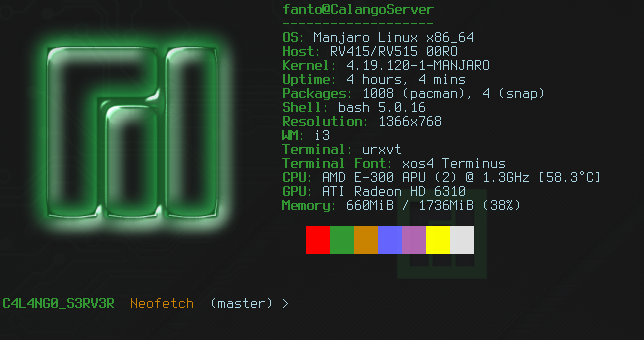 fanto@CalangoServer
-------------------
OS: Manjaro Linux x86_64
Host: RV415/RV515 00RO
Kernel: 4.19.120-1-MANJARO
Uptime: 4 hours, 4 mins
Packages: 1008 (pacman), 4 (snap)
Shell: bash 5.0.16
Resolution: 1366x768
WM: i3
Terminal: urxvt
Terminal Font: xos4 Terminus
CPU: AMD E-300 APU (2) @ 1.3GHz [58.3°C]
GPU: ATI Radeon HD 6310
Memory: 660MiB / 1736MiB (38%)
C4L4NG0_S3RV3R Neofetch (master) >